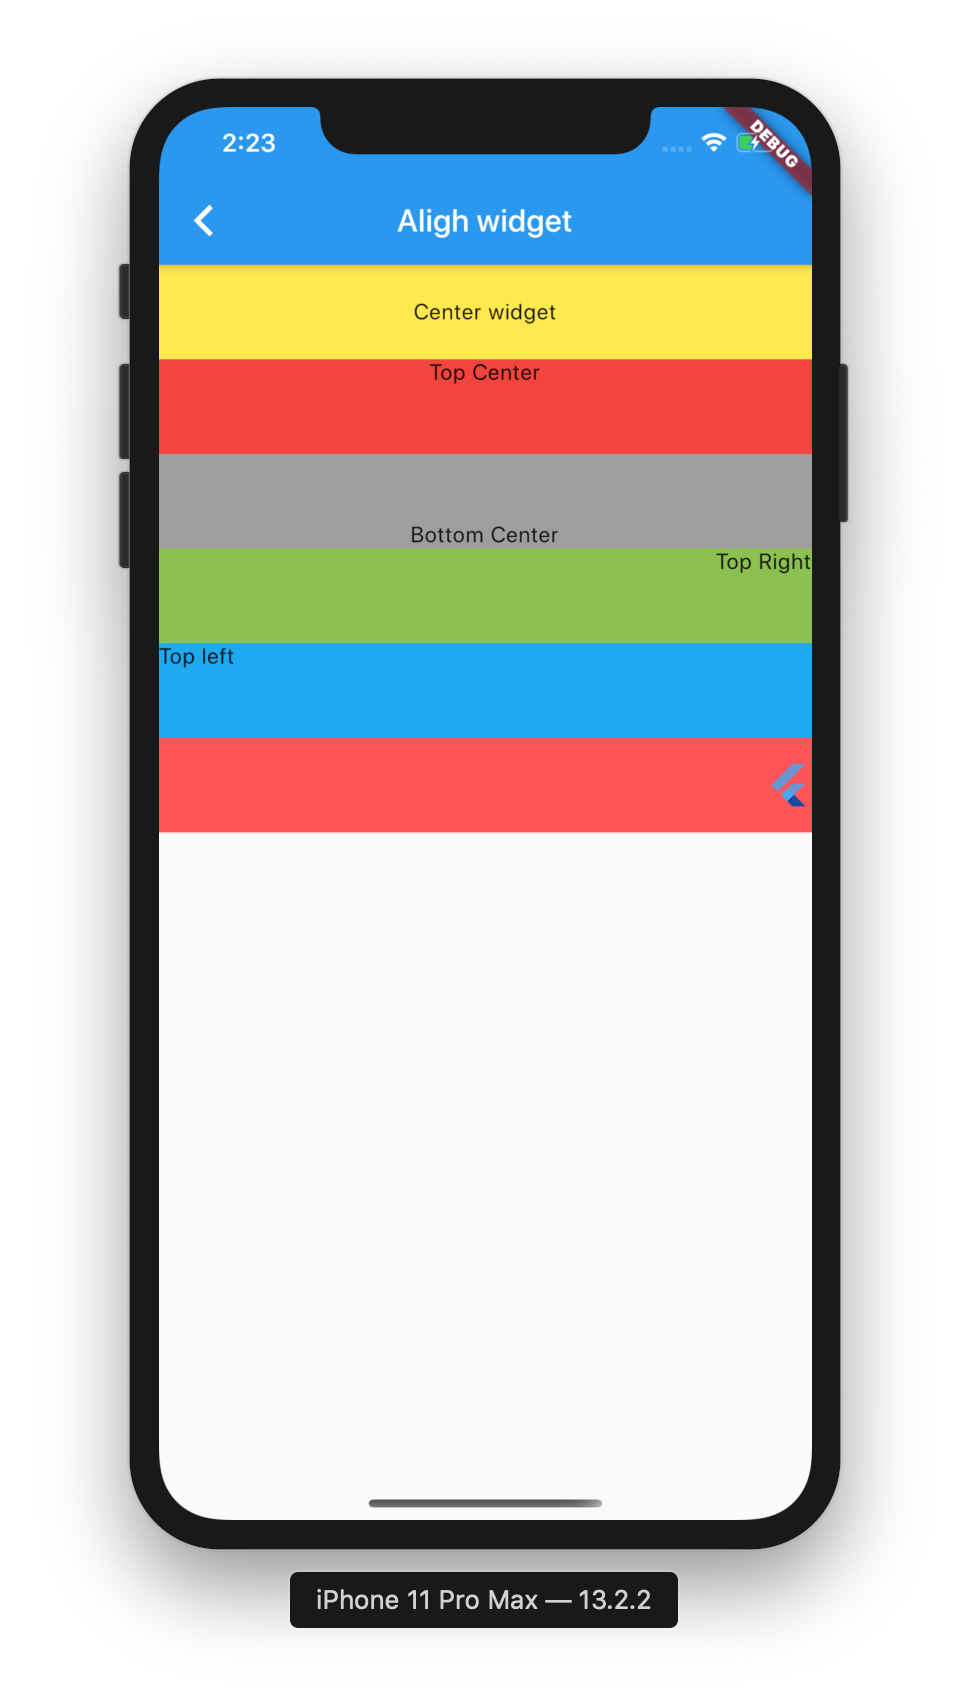 2:23
DEBUG
Aligh widget
Center widget
Top Center
Bottom Center
Top Right
Top left
iPhone 11 Pro Max — 13.2.2